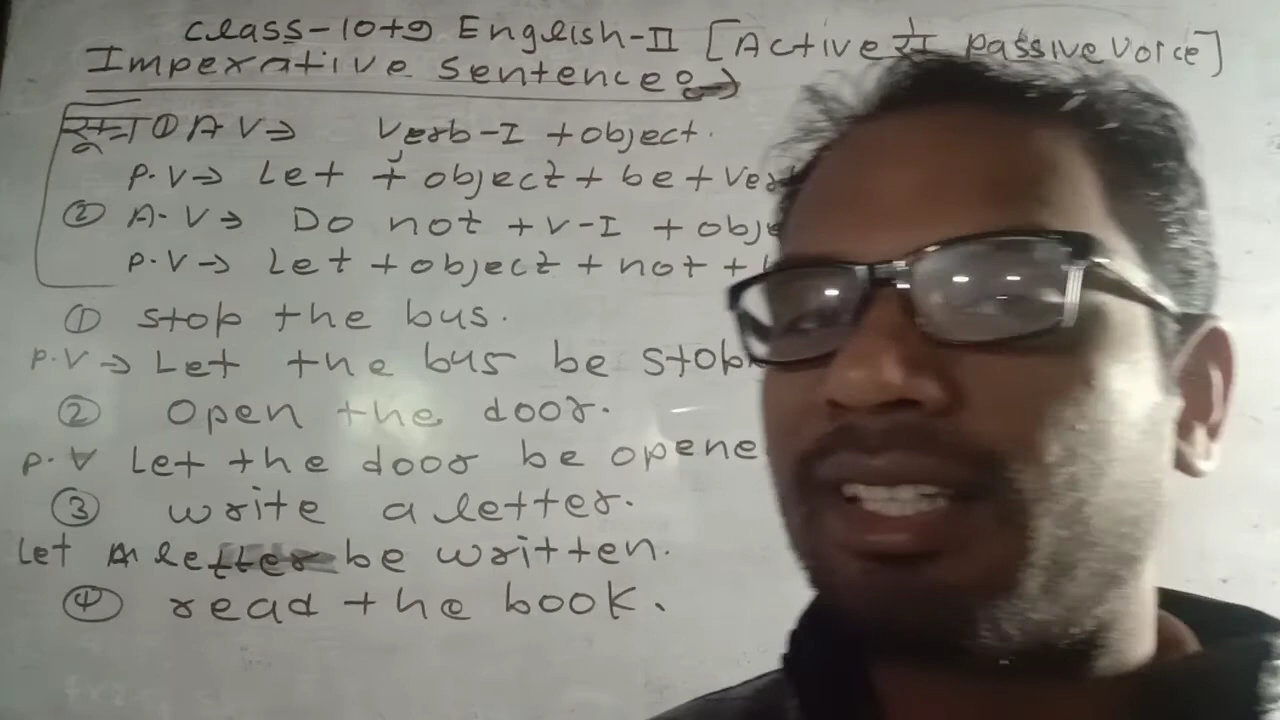 class-10+9 English-II [Active से passive Voice]
Imperative sentence:→
① A V⇒ Verb-I + object.
P.V→ Let + object + be + Ver
② A-V→ Do not + V-I + obje
P.V→ Let + object + not +
① stop the bus.
P.V→ Let the bus be stop
② open the door.
P.V Let the door be opene
③ write a letter.
Let A letter be written.
④ read the book.